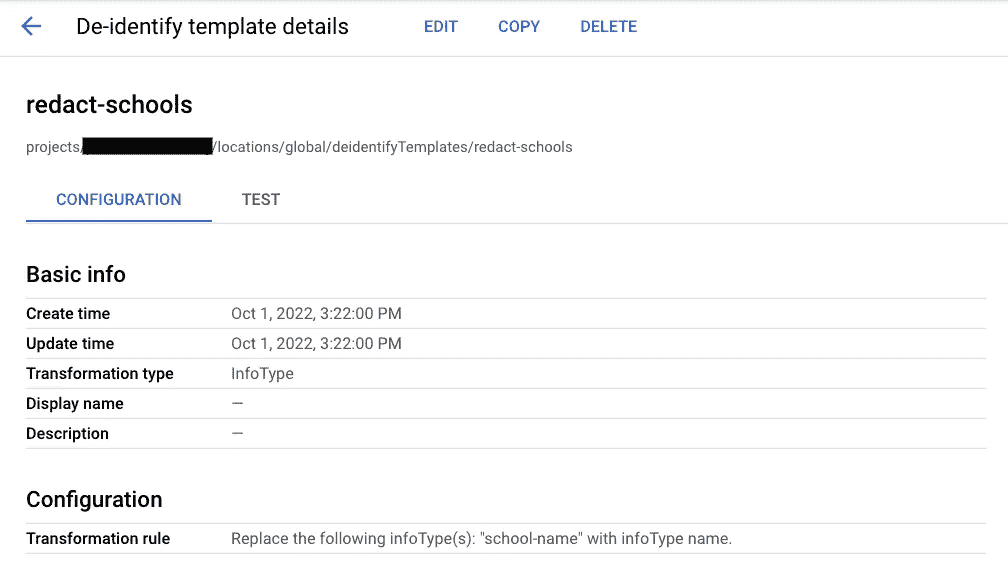 De-identify template details EDIT COPY DELETE
redact-schools
projects/ /locations/global/deidentifyTemplates/redact-schools
CONFIGURATION TEST
Basic info
Create time Oct 1, 2022, 3:22:00 PM
Update time Oct 1, 2022, 3:22:00 PM
Transformation type InfoType
Display name —
Description —
Configuration
Transformation rule Replace the following infoType(s): "school-name" with infoType name.